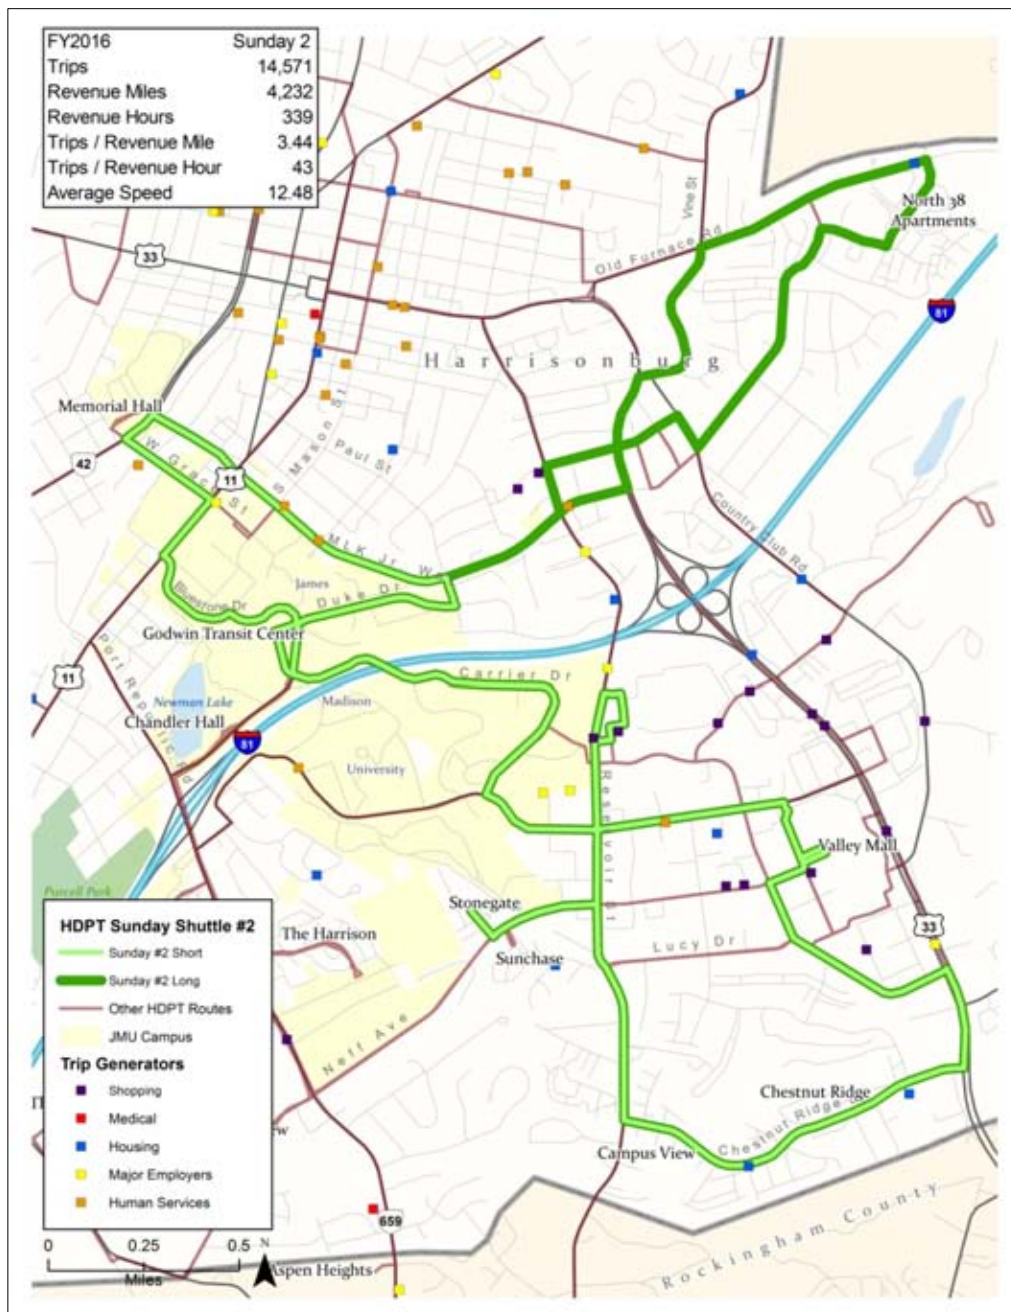 FY2016 Sunday 2
Trips 14,571
Revenue Miles 4,232
Revenue Hours 339
Trips / Revenue Mile 3.44
Trips / Revenue Hour 43
Average Speed 12.48
North 38
Apartments
Vine St
Old Furnace Rd
33
81
Harrisonburg
Memorial Hall
S Mason St
Paul St
W Grace St
42
11
MLK Jr. W
Country Club Rd
James
Duke Dr
Bluestone Dr
Godwin Transit Center
Port Republic Rd
Carrier Dr
11
Newman Lake
Madison
Chandler Hall
81
University
Reservoir St
Valley Mall
Purcell Park
Stonegate
33
The Harrison
Lucy Dr
Sunchase
Neff Ave
Chestnut Ridge
Chestnut Ridge
Campus View
Rockingham County
659
Aspen Heights
HDPT Sunday Shuttle #2
Sunday #2 Short
Sunday #2 Long
Other HDPT Routes
JMU Campus
Trip Generators
Shopping
Medical
Housing
Major Employers
Human Services
0 0.25 0.5
Miles
N